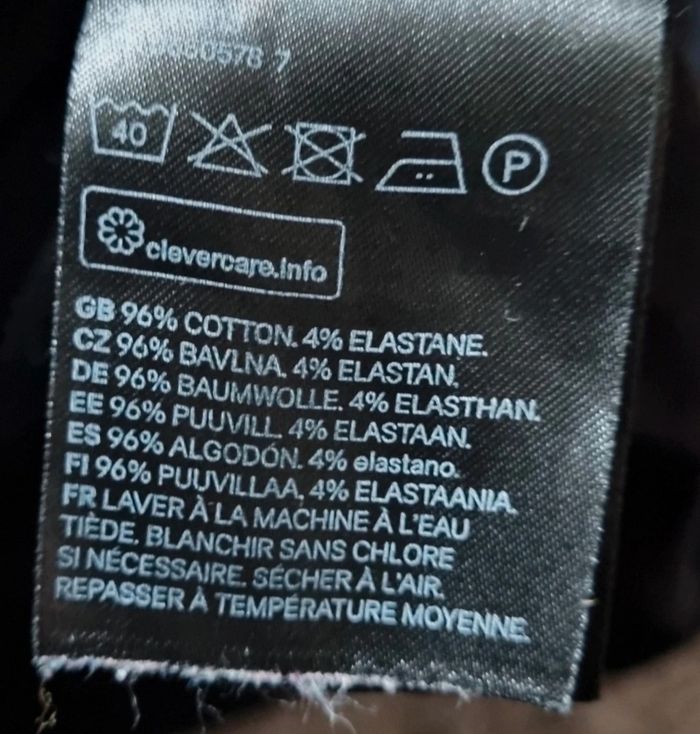 40
P
clevercare.info
GB 96% COTTON. 4% ELASTANE.
CZ 96% BAVLNA. 4% ELASTAN.
DE 96% BAUMWOLLE. 4% ELASTHAN.
EE 96% PUUVILL. 4% ELASTAAN.
ES 96% ALGODÓN. 4% elastano.
FI 96% PUUVILLAA, 4% ELASTAANIA.
FR LAVER À LA MACHINE À L'EAU
TIÈDE. BLANCHIR SANS CHLORE
SI NÉCESSAIRE. SÉCHER À L'AIR.
REPASSER À TEMPÉRATURE MOYENNE.